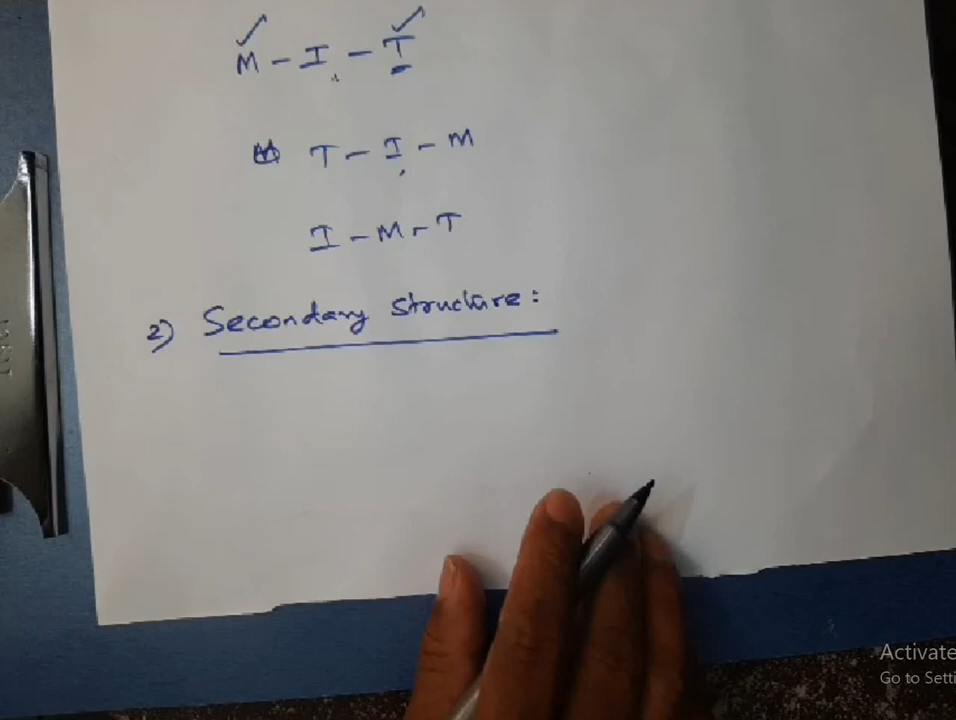 M - I - T
T - I - M
I - M - T
2) Secondary Structure:
Activate
Go to Setti